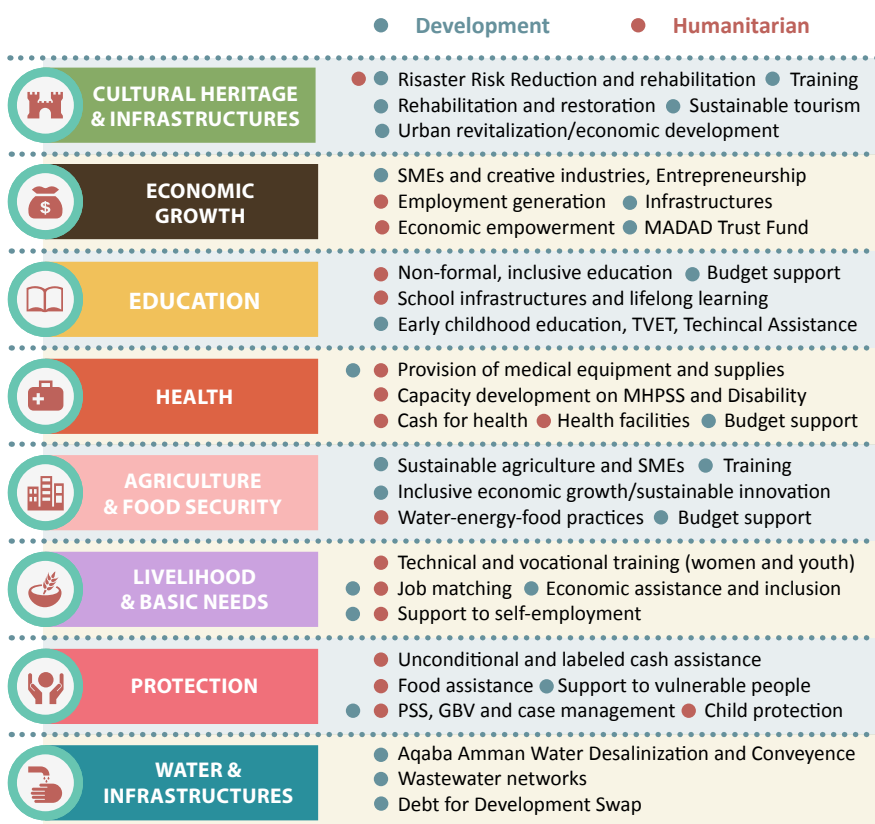 Development Humanitarian
CULTURAL HERITAGE
& INFRASTRUCTURES
Risaster Risk Reduction and rehabilitation Training
Rehabilitation and restoration Sustainable tourism
Urban revitalization/economic development
$
ECONOMIC
GROWTH
SMEs and creative industries, Entrepreneurship
Employment generation Infrastructures
Economic empowerment MADAD Trust Fund
EDUCATION
Non-formal, inclusive education Budget support
School infrastructures and lifelong learning
Early childhood education, TVET, Techincal Assistance
HEALTH
Provision of medical equipment and supplies
Capacity development on MHPSS and Disability
Cash for health Health facilities Budget support
AGRICULTURE
& FOOD SECURITY
Sustainable agriculture and SMEs Training
Inclusive economic growth/sustainable innovation
Water-energy-food practices Budget support
LIVELIHOOD
& BASIC NEEDS
Technical and vocational training (women and youth)
Job matching Economic assistance and inclusion
Support to self-employment
PROTECTION
Unconditional and labeled cash assistance
Food assistance Support to vulnerable people
PSS, GBV and case management Child protection
WATER &
INFRASTRUCTURES
Aqaba Amman Water Desalinization and Conveyence
Wastewater networks
Debt for Development Swap